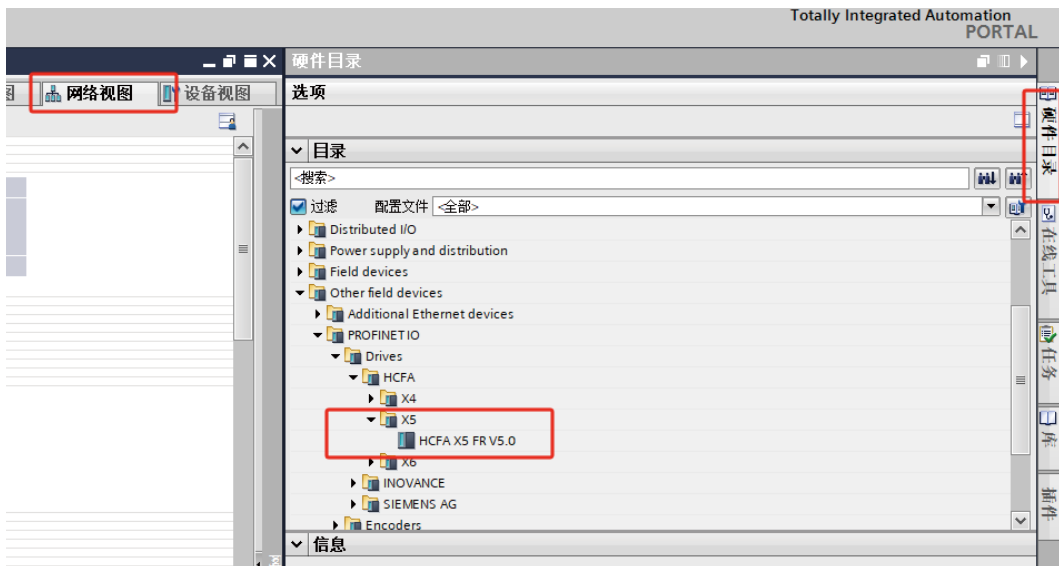 Totally Integrated Automation
PORTAL
硬件目录
图
网络视图
设备视图
选项
目录
<搜索>
过滤 配置文件 <全部>
Distributed I/O
Power supply and distribution
Field devices
Other field devices
Additional Ethernet devices
PROFINET IO
Drives
HCFA
X4
X5
HCFA X5 FR V5.0
X6
INOVANCE
SIEMENS AG
Encoders
信息
硬件目录
在线工具
任务
库
插件